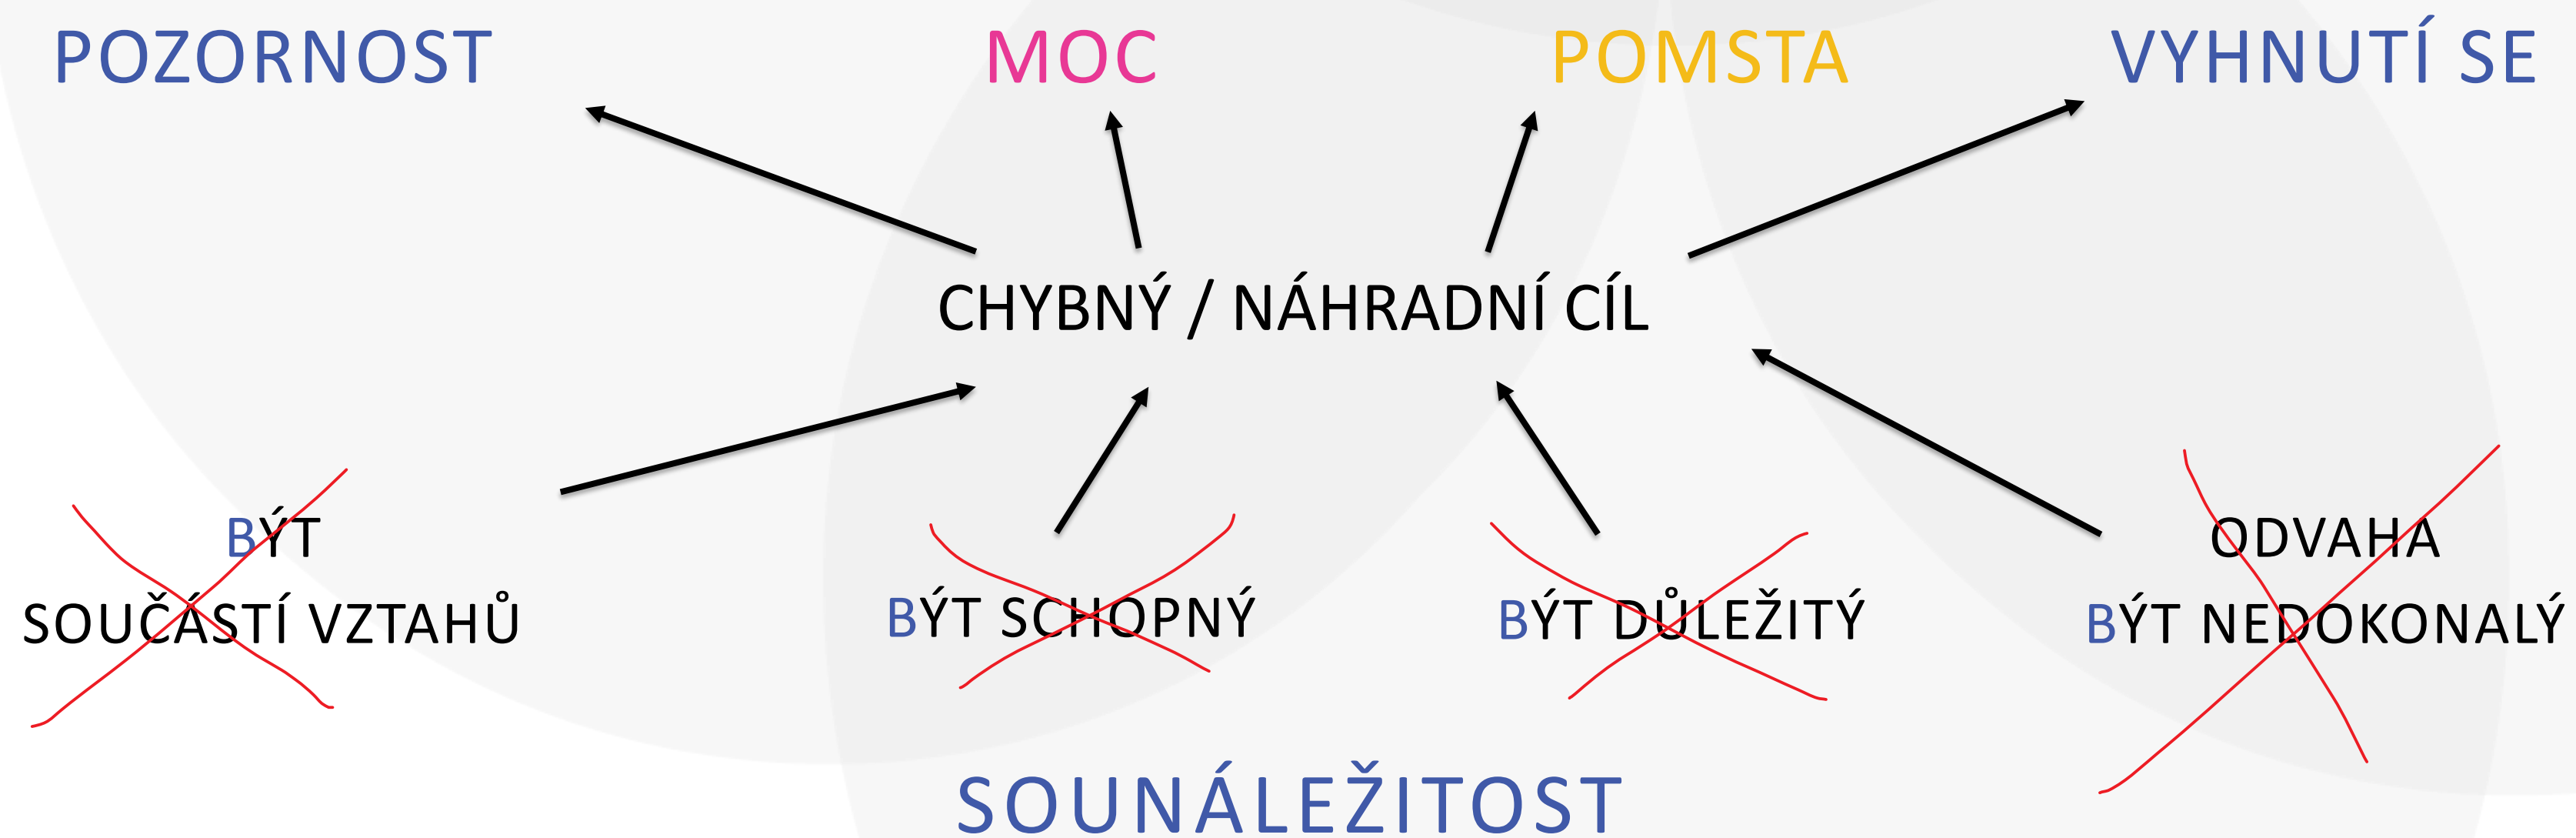 POZORNOST
MOC
POMSTA
VYHNUTÍ SE
CHYBNÝ / NÁHRADNÍ CÍL
BÝT
SOUČÁSTÍ VZTAHŮ
BÝT SCHOPNÝ
BÝT DŮLEŽITÝ
ODVAHA
BÝT NEDOKONALÝ
SOUNÁLEŽITOST